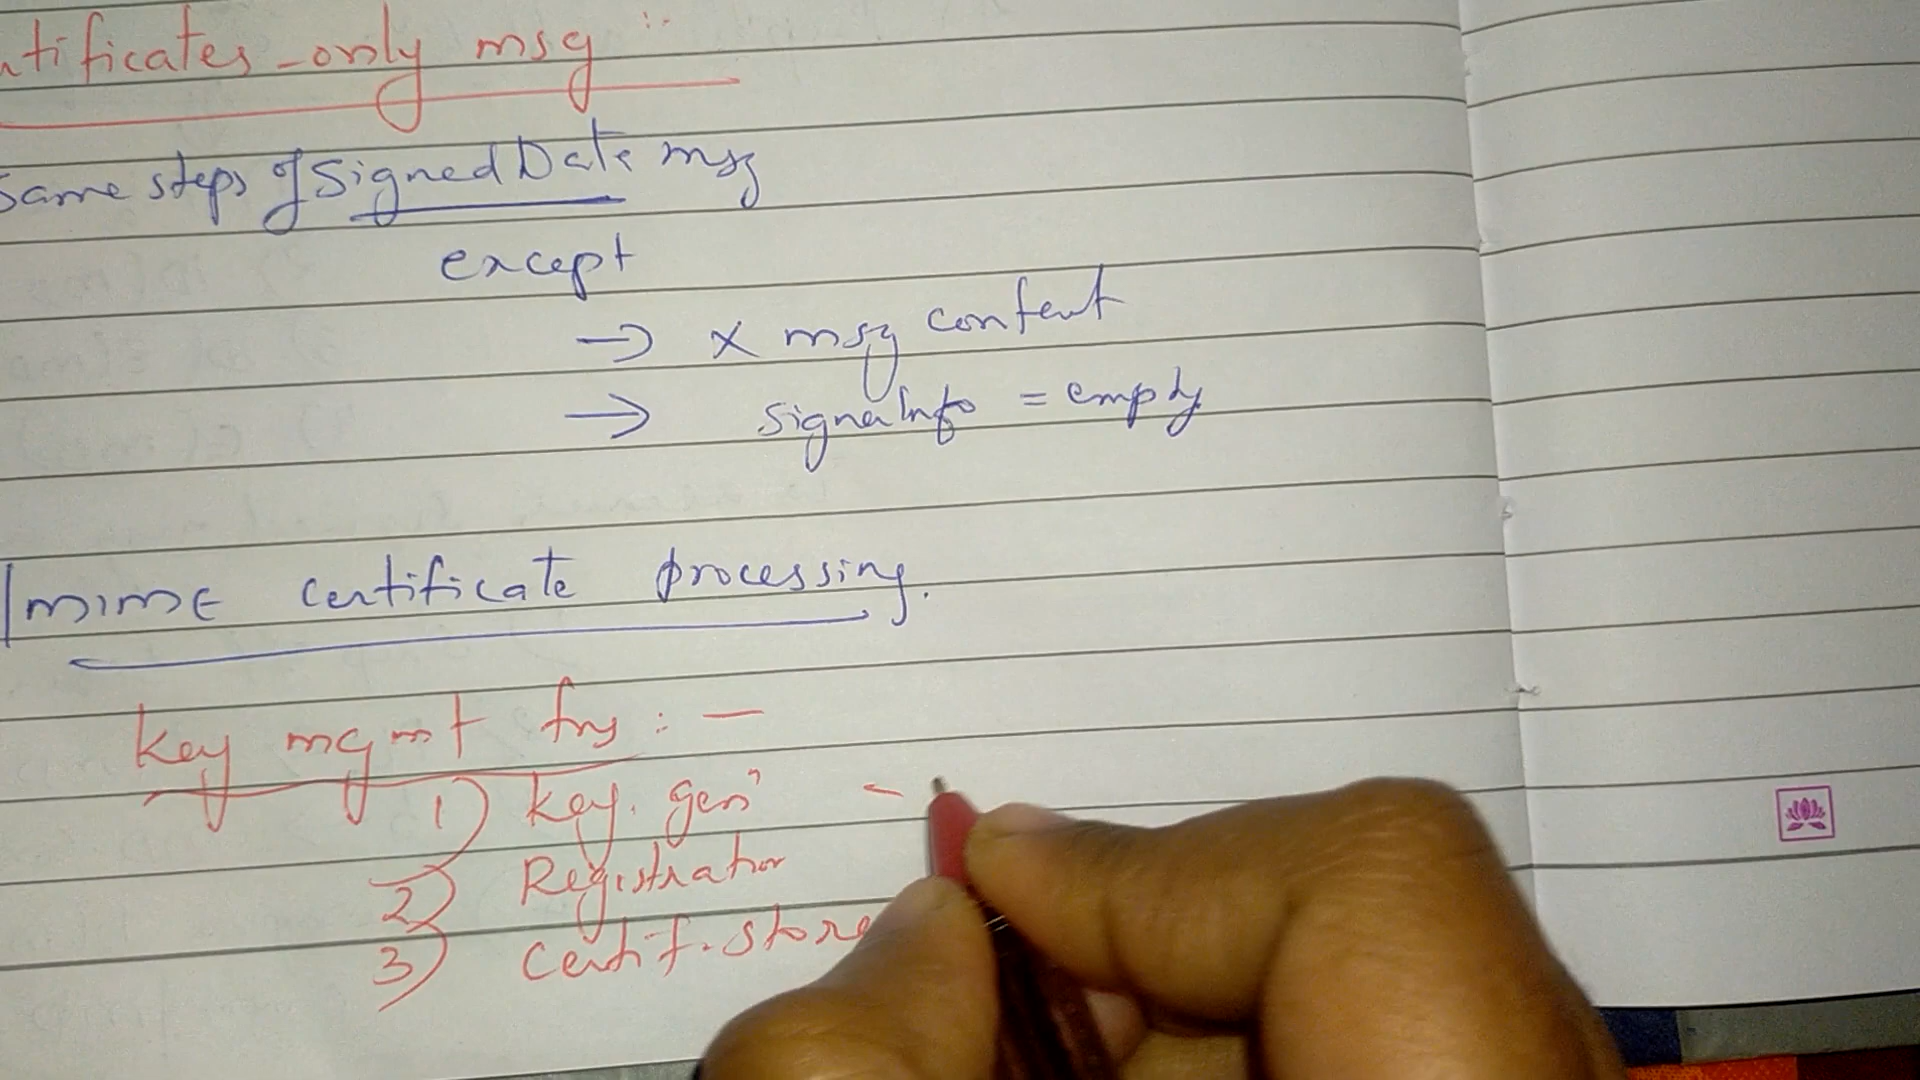 tificates-only msg :-
Same steps of SignedData msg
except
→ x msg content
→ SignerInfo = empty
/MIME Certificate processing.
Key mgmt fns : —
1) Key. gen" -
2) Registration
3) Certif. store